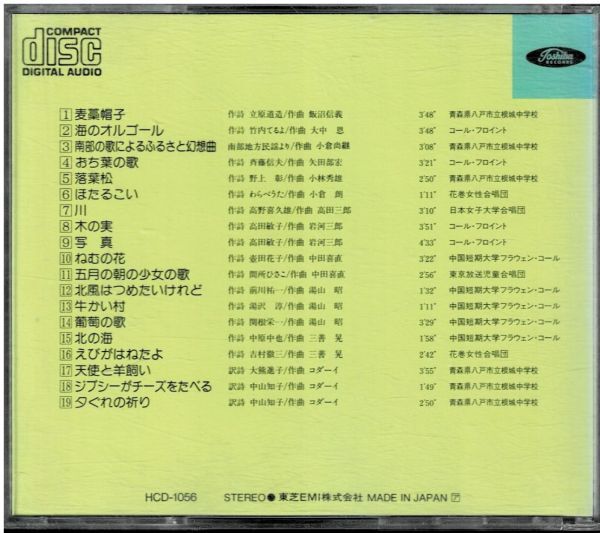 COMPACT
disc
DIGITAL AUDIO
Toshiba
RECORDS
1 麦藁帽子 作詩 立原道造/作曲 飯沼信義 3'48" 青森県八戸市立根城中学校
2 海のオルゴール 作詩 竹内てるよ/作曲 大中 恩 3'48" コール・フロイント
3 南部の歌によるふるさと幻想曲 南部地方民謡より/作曲 小倉尚継 3'08" 青森県八戸市立根城中学校
4 おち葉の歌 作詩 斉藤信夫/作曲 矢田部宏 3'21" コール・フロイント
5 落葉松 作詩 野上 彰/作曲 小林秀雄 2'50" 青森県八戸市立根城中学校
6 ほたるこい 作詩 わらべうた/作曲 小倉 朗 1'11" 花巻女性合唱団
7 川 作詩 高野喜久雄/作曲 高田三郎 3'10" 日本女子大学合唱団
8 木の実 作詩 高田敏子/作曲 岩河三郎 3'51" コール・フロイント
9 写真 作詩 高田敏子/作曲 岩河三郎 4'33" コール・フロイント
10 ねむの花 作詩 壺田花子/作曲 中田喜直 3'22" 中国短期大学フラウェン・コール
11 五月の朝の少女の歌 作詩 間所ひさこ/作曲 中田喜直 2'56" 東京放送児童合唱団
12 北風はつめたいけれど 作詩 前川祐一/作曲 湯山 昭 1'32" 中国短期大学フラウェン・コール
13 牛かい村 作詩 湯沢 淳/作曲 湯山 昭 1'11" 中国短期大学フラウェン・コール
14 葡萄の歌 作詩 関根栄一/作曲 湯山 昭 3'29" 中国短期大学フラウェン・コール
15 北の海 作詩 中原中也/作曲 三善 晃 1'58" 中国短期大学フラウェン・コール
16 えびがはねたよ 作詩 吉村徹三/作曲 三善 晃 2'42" 花巻女性合唱団
17 天使と羊飼い 訳詩 大熊進子/作曲 コダーイ 3'55" 青森県八戸市立根城中学校
18 ジプシーがチーズをたべる 訳詩 中山知子/作曲 コダーイ 1'49" 青森県八戸市立根城中学校
19 夕ぐれの祈り 訳詩 中山知子/作曲 コダーイ 2'50" 青森県八戸市立根城中学校
HCD-1056 STEREO 東芝EMI株式会社 MADE IN JAPAN ア